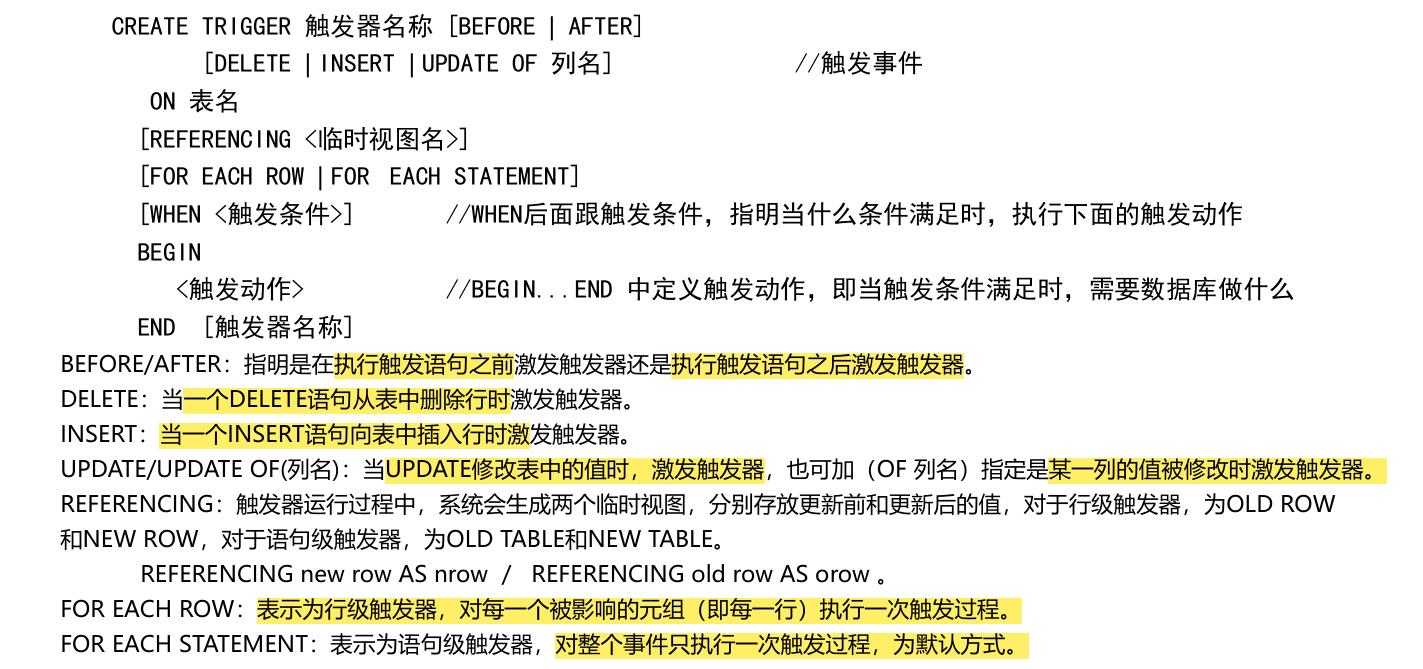 CREATE TRIGGER 触发器名称 [BEFORE | AFTER]
[DELETE |INSERT |UPDATE OF 列名] //触发事件
ON 表名
[REFERENCING <临时视图名>]
[FOR EACH ROW |FOR EACH STATEMENT]
[WHEN <触发条件>] //WHEN后面跟触发条件，指明当什么条件满足时，执行下面的触发动作
BEGIN
<触发动作> //BEGIN...END 中定义触发动作，即当触发条件满足时，需要数据库做什么
END [触发器名称]
BEFORE/AFTER：指明是在执行触发语句之前激发触发器还是执行触发语句之后激发触发器。
DELETE：当一个DELETE语句从表中删除行时激发触发器。
INSERT：当一个INSERT语句向表中插入行时激发触发器。
UPDATE/UPDATE OF(列名)：当UPDATE修改表中的值时，激发触发器，也可加（OF 列名）指定是某一列的值被修改时激发触发器。
REFERENCING：触发器运行过程中，系统会生成两个临时视图，分别存放更新前和更新后的值，对于行级触发器，为OLD ROW
和NEW ROW，对于语句级触发器，为OLD TABLE和NEW TABLE。
REFERENCING new row AS nrow / REFERENCING old row AS orow 。
FOR EACH ROW：表示为行级触发器，对每一个被影响的元组（即每一行）执行一次触发过程。
FOR EACH STATEMENT：表示为语句级触发器，对整个事件只执行一次触发过程，为默认方式。